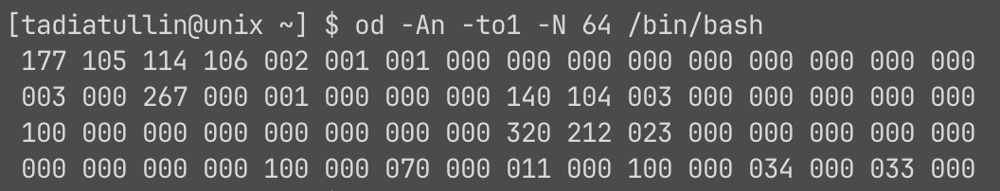 [tadiatullin@unix ~] $ od -An -to1 -N 64 /bin/bash
177 105 114 106 002 001 001 000 000 000 000 000 000 000 000 000
003 000 267 000 001 000 000 000 140 104 003 000 000 000 000 000
100 000 000 000 000 000 000 000 320 212 023 000 000 000 000 000
000 000 000 000 100 000 070 000 011 000 100 000 034 000 033 000